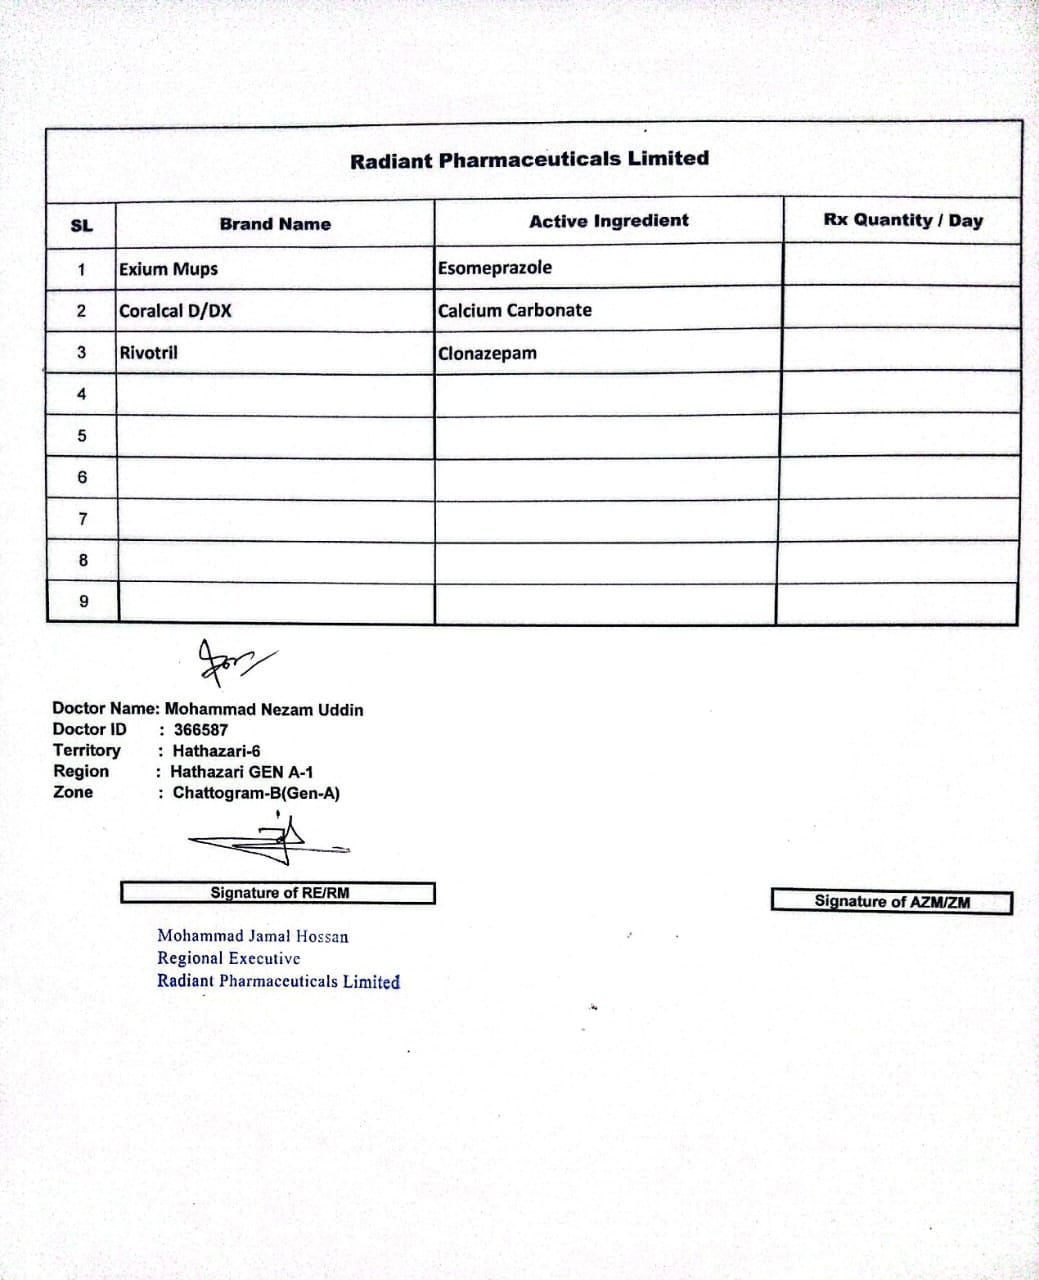 Radiant Pharmaceuticals Limited
SL Brand Name Active Ingredient Rx Quantity / Day
1 Exium Mups Esomeprazole
2 Coralcal D/DX Calcium Carbonate
3 Rivotril Clonazepam
4
5
6
7
8
9
Doctor Name: Mohammad Nezam Uddin
Doctor ID : 366587
Territory : Hathazari-6
Region : Hathazari GEN A-1
Zone : Chattogram-B(Gen-A)
Signature of RE/RM
Signature of AZM/ZM
Mohammad Jamal Hossan
Regional Executive
Radiant Pharmaceuticals Limited